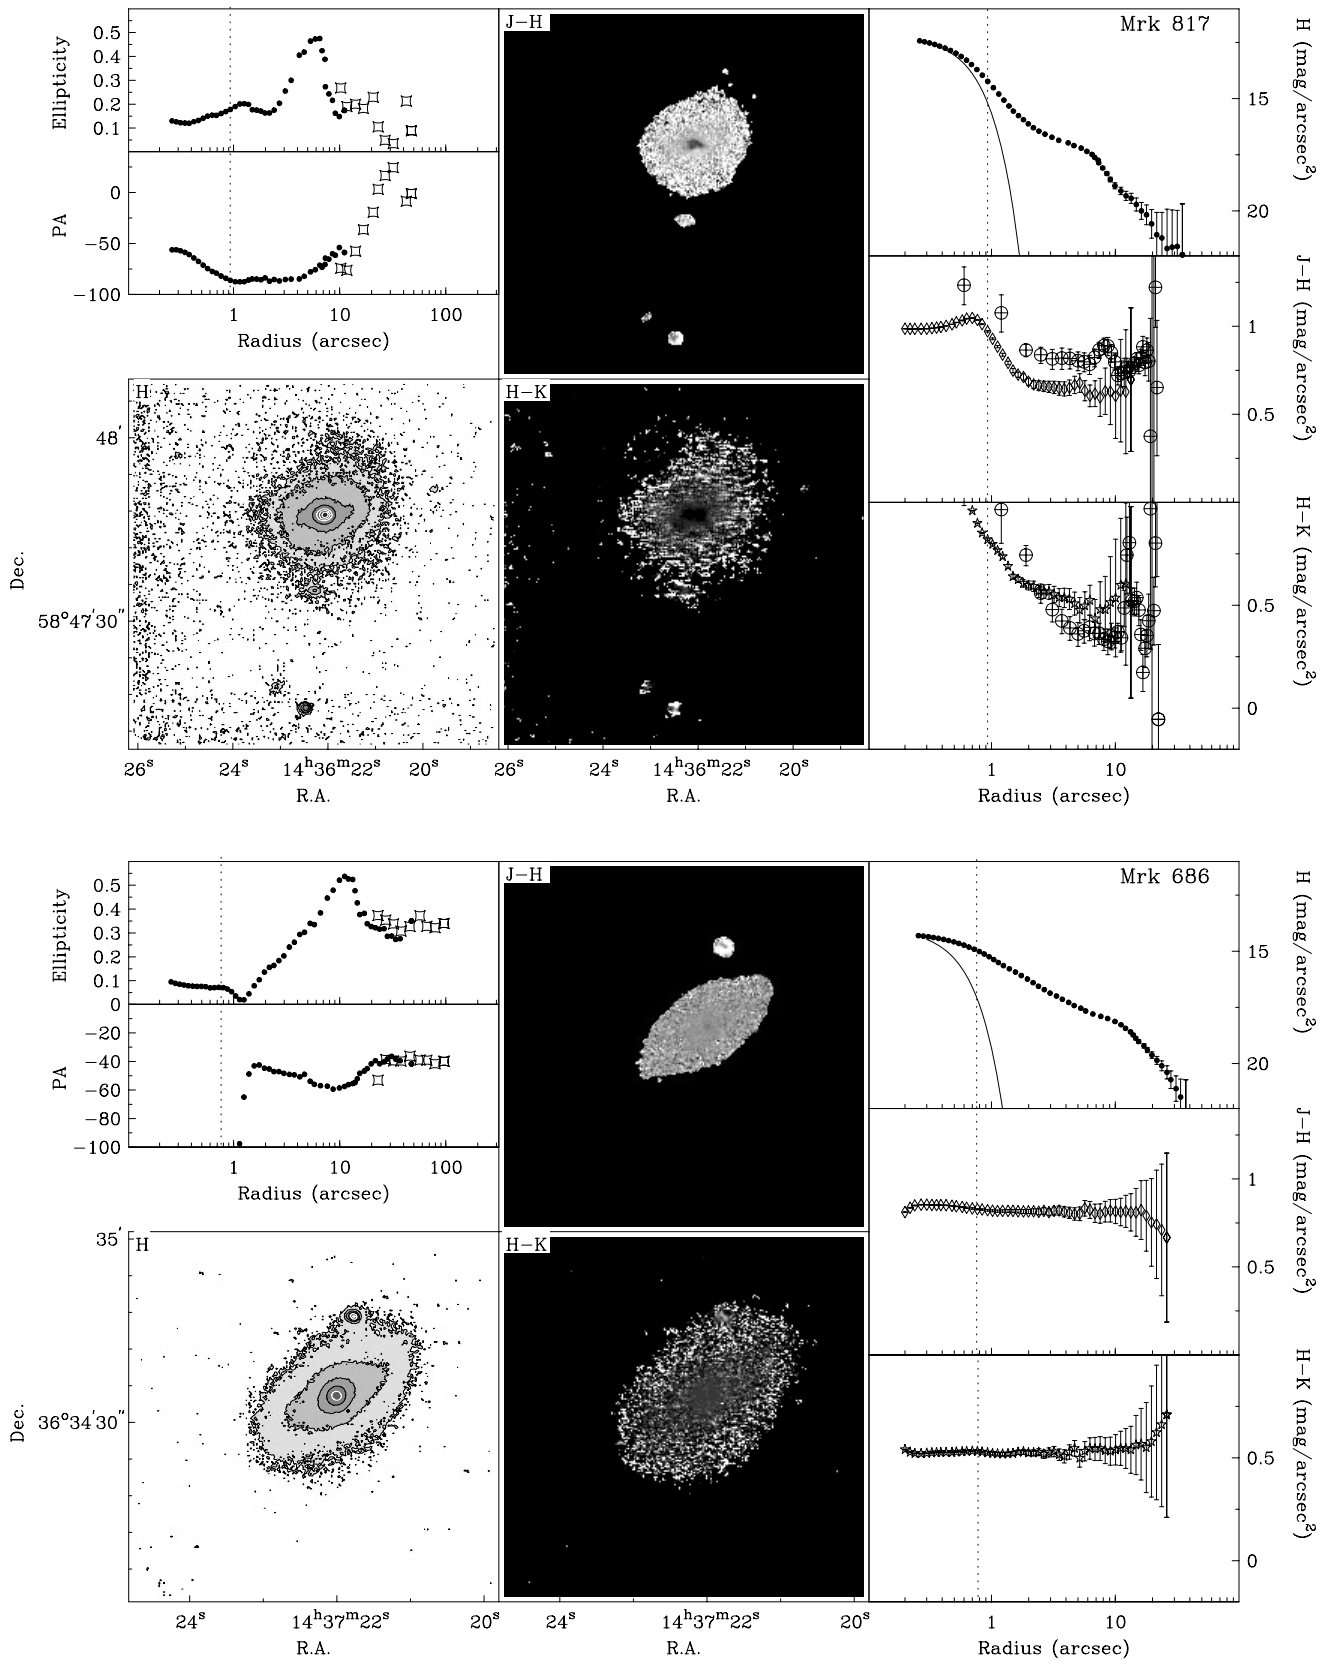 Mrk 817
Ellipticity
0.5
0.4
0.3
0.2
0.1
PA
0
−50
−100
1
10
100
Radius (arcsec)
J−H
H (mag/arcsec²)
15
20
J−H (mag/arcsec²)
1
0.5
H−K (mag/arcsec²)
0.5
0
1
10
Radius (arcsec)
H
Dec.
48′
58°47′30″
26ˢ
24ˢ
14ʰ36ᵐ22ˢ
20ˢ
R.A.
H−K
26ˢ
24ˢ
14ʰ36ᵐ22ˢ
20ˢ
R.A.
Mrk 686
Ellipticity
0.5
0.4
0.3
0.2
0.1
0
PA
−20
−40
−60
−80
−100
1
10
100
Radius (arcsec)
J−H
H (mag/arcsec²)
15
20
J−H (mag/arcsec²)
1
0.5
H−K (mag/arcsec²)
0.5
0
1
10
Radius (arcsec)
H
Dec.
35′
36°34′30″
24ˢ
14ʰ37ᵐ22ˢ
20ˢ
R.A.
H−K
24ˢ
14ʰ37ᵐ22ˢ
20ˢ
R.A.